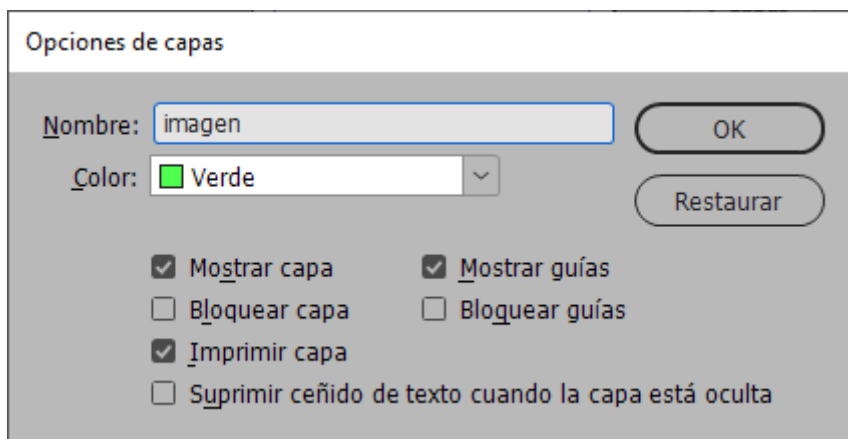 Opciones de capas
Nombre: imagen
OK
Color: Verde
Restaurar
Mostrar capa Mostrar guías
Bloquear capa Bloquear guías
Imprimir capa
Suprimir ceñido de texto cuando la capa está oculta